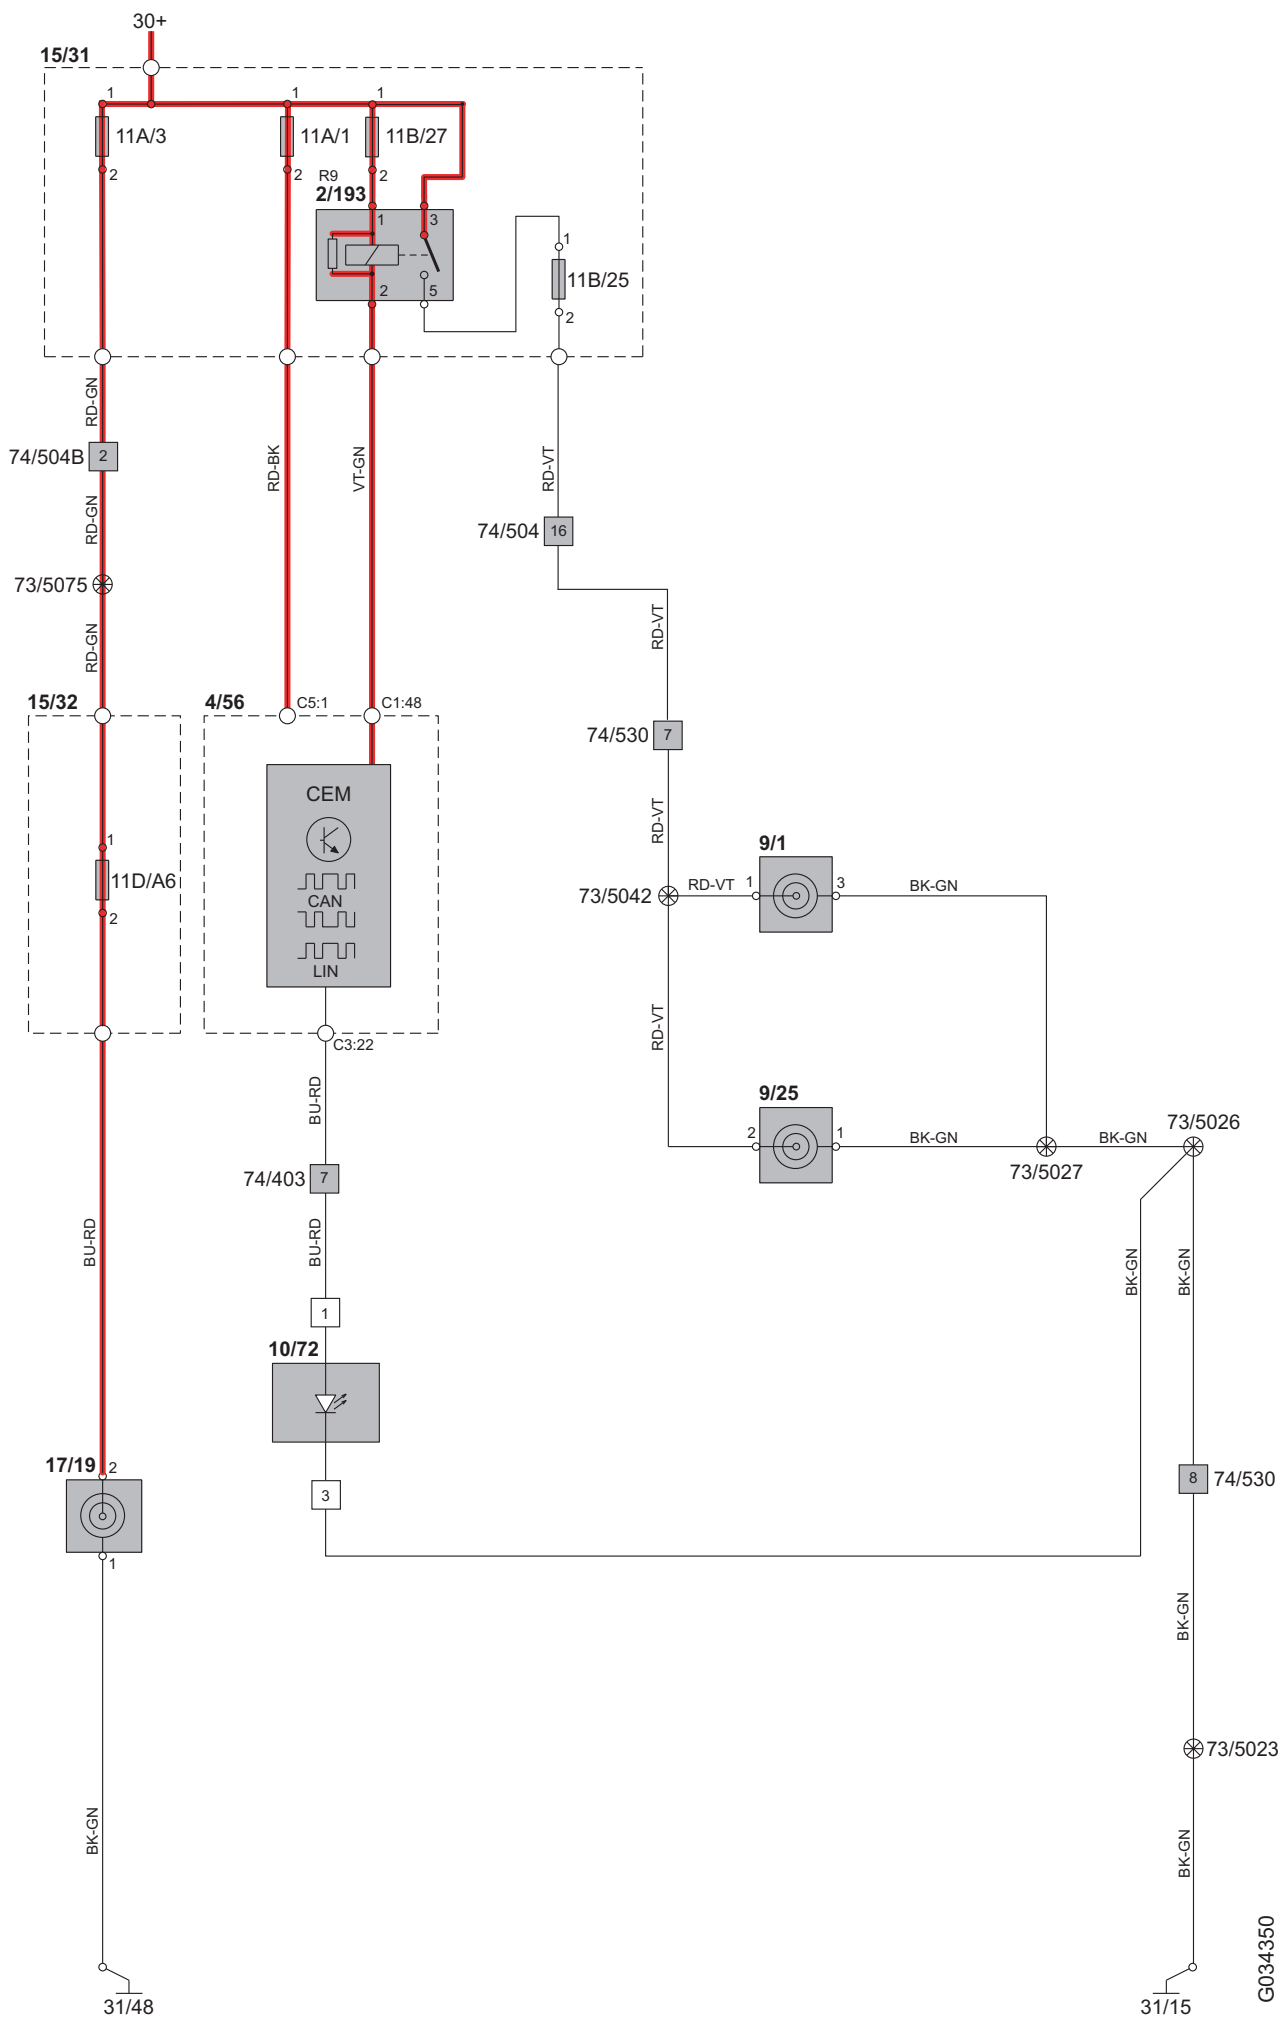 30+
15/31
1
1
1
11A/3
11A/1
11B/27
2
2
2
R9
2/193
1
3
2
5
1
11B/25
2
RD-GN
74/504B
2
RD-GN
RD-BK
VT-GN
RD-VT
74/504
16
73/5075
RD-GN
RD-VT
15/32
4/56
C5:1
C1:48
74/530
7
CEM
CAN
LIN
RD-VT
1
11D/A6
2
73/5042
RD-VT
1
9/1
3
BK-GN
RD-VT
C3:22
BU-RD
74/403
7
9/25
2
1
BK-GN
73/5027
BK-GN
73/5026
BU-RD
BU-RD
BK-GN
BK-GN
1
10/72
17/19
2
3
8
74/530
1
BK-GN
73/5023
BK-GN
BK-GN
31/48
31/15
G034350